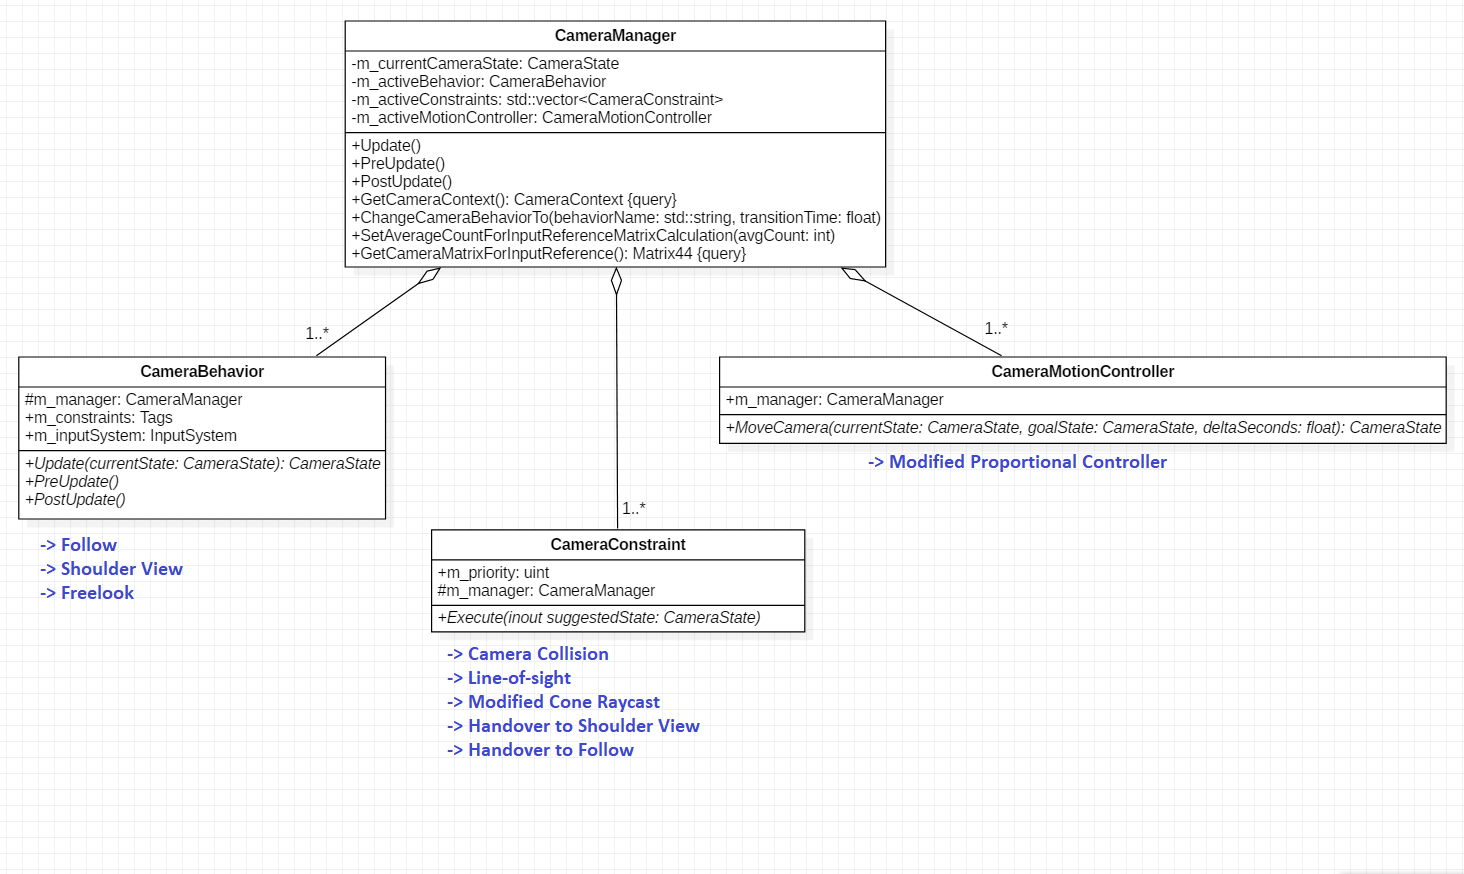 CameraManager
-m_currentCameraState: CameraState
-m_activeBehavior: CameraBehavior
-m_activeConstraints: std::vector<CameraConstraint>
-m_activeMotionController: CameraMotionController
+Update()
+PreUpdate()
+PostUpdate()
+GetCameraContext(): CameraContext {query}
+ChangeCameraBehaviorTo(behaviorName: std::string, transitionTime: float)
+SetAverageCountForInputReferenceMatrixCalculation(avgCount: int)
+GetCameraMatrixForInputReference(): Matrix44 {query}
1..*
1..*
1..*
CameraBehavior
#m_manager: CameraManager
+m_constraints: Tags
+m_inputSystem: InputSystem
+Update(currentState: CameraState): CameraState
+PreUpdate()
+PostUpdate()
-> Follow
-> Shoulder View
-> Freelook
CameraConstraint
+m_priority: uint
#m_manager: CameraManager
+Execute(inout suggestedState: CameraState)
-> Camera Collision
-> Line-of-sight
-> Modified Cone Raycast
-> Handover to Shoulder View
-> Handover to Follow
CameraMotionController
+m_manager: CameraManager
+MoveCamera(currentState: CameraState, goalState: CameraState, deltaSeconds: float): CameraState
-> Modified Proportional Controller